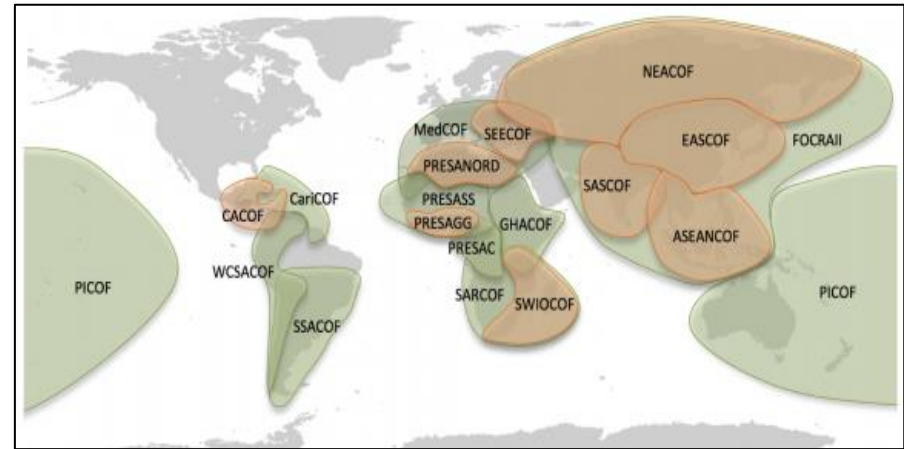 NEACOF
MedCOF
SEECOF
EASCOF
FOCRAII
PRESANORD
SASCOF
CariCOF
PRESASS
CACOF
PRESAGG
GHACOF
ASEANCOF
PRESAC
WCSACOF
PICOF
SARCOF
SWIOCOF
PICOF
SSACOF